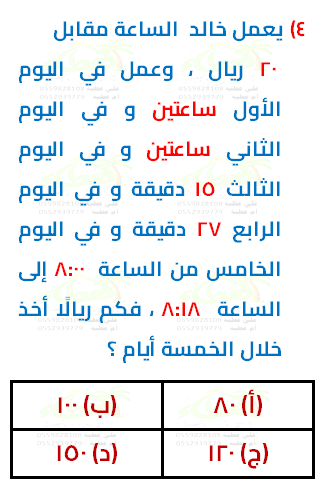 ٤) يعمل خالد الساعة مقابل
٢٠ ريال ، وعمل في اليوم
الأول ساعتين و في اليوم
الثاني ساعتين و في اليوم
الثالث ١٥ دقيقة و في اليوم
الرابع ٢٧ دقيقة و في اليوم
الخامس من الساعة ٨:٠٠ إلى
الساعة ٨:١٨ ، فكم ريالًا أخذ
خلال الخمسة أيام ؟
(أ) ٨٠ (ب) ١٠٠
(ج) ١٢٠ (د) ١٥٠